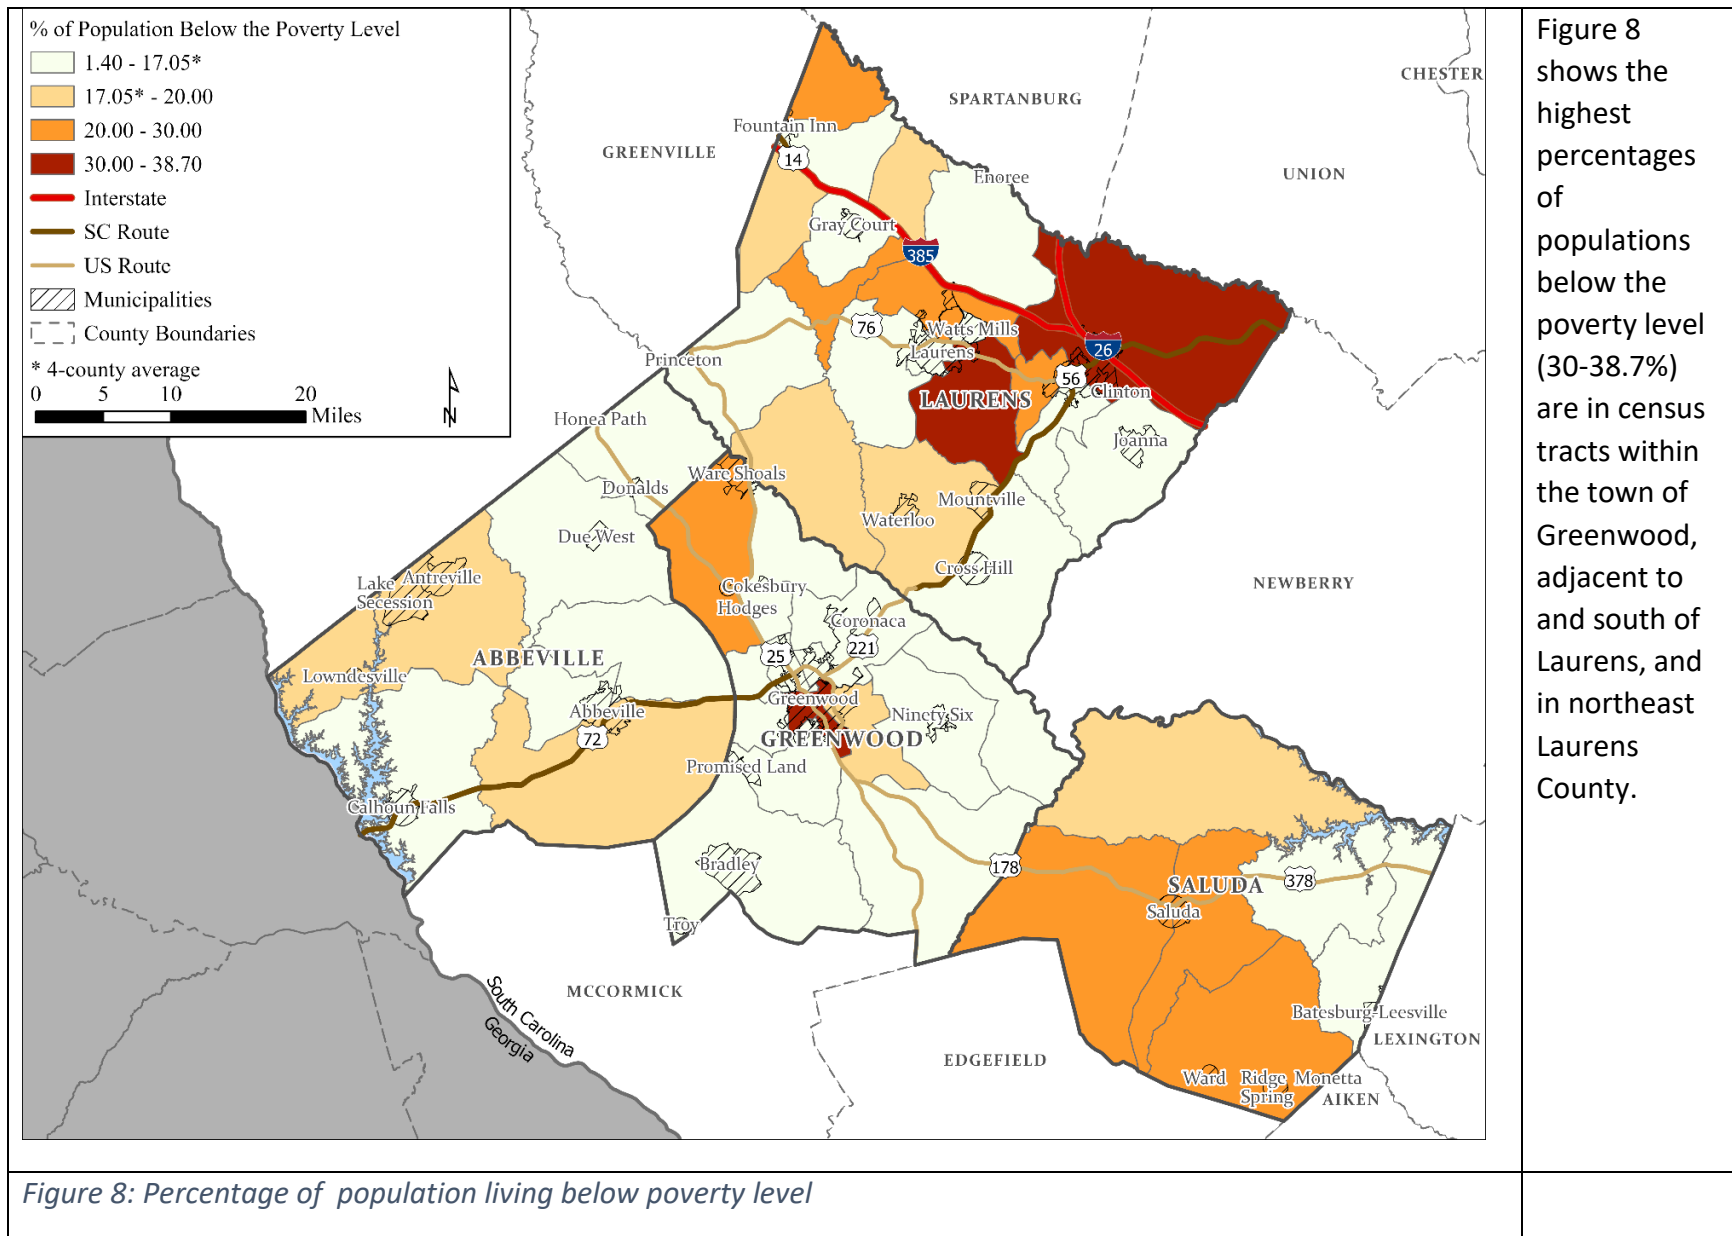 % of Population Below the Poverty Level
1.40 - 17.05*
17.05* - 20.00
20.00 - 30.00
30.00 - 38.70
Interstate
SC Route
US Route
Municipalities
County Boundaries
* 4-county average
0 5 10 20
Miles
N
CHESTER
SPARTANBURG
Fountain Inn
GREENVILLE
14
UNION
Enoree
Gray Court
385
76
Watts Mills
Laurens
26
Princeton
56
Clinton
LAURENS
Honea Path
Joanna
Ware Shoals
Donalds
Mountville
Waterloo
Due West
Cross Hill
Lake
Secession
Antreville
NEWBERRY
Cokesbury
Hodges
Coronaca
221
25
ABBEVILLE
Lowndesville
Greenwood
Abbeville
Ninety Six
72
GREENWOOD
Promised Land
Calhoun Falls
Bradley
178
SALUDA
378
Saluda
Troy
South Carolina
Georgia
MCCORMICK
Batesburg-Leesville
LEXINGTON
EDGEFIELD
Ward
Ridge
Spring
Monetta
AIKEN
Figure 8
shows the
highest
percentages
of
populations
below the
poverty level
(30-38.7%)
are in census
tracts within
the town of
Greenwood,
adjacent to
and south of
Laurens, and
in northeast
Laurens
County.
Figure 8: Percentage of  population living below poverty level